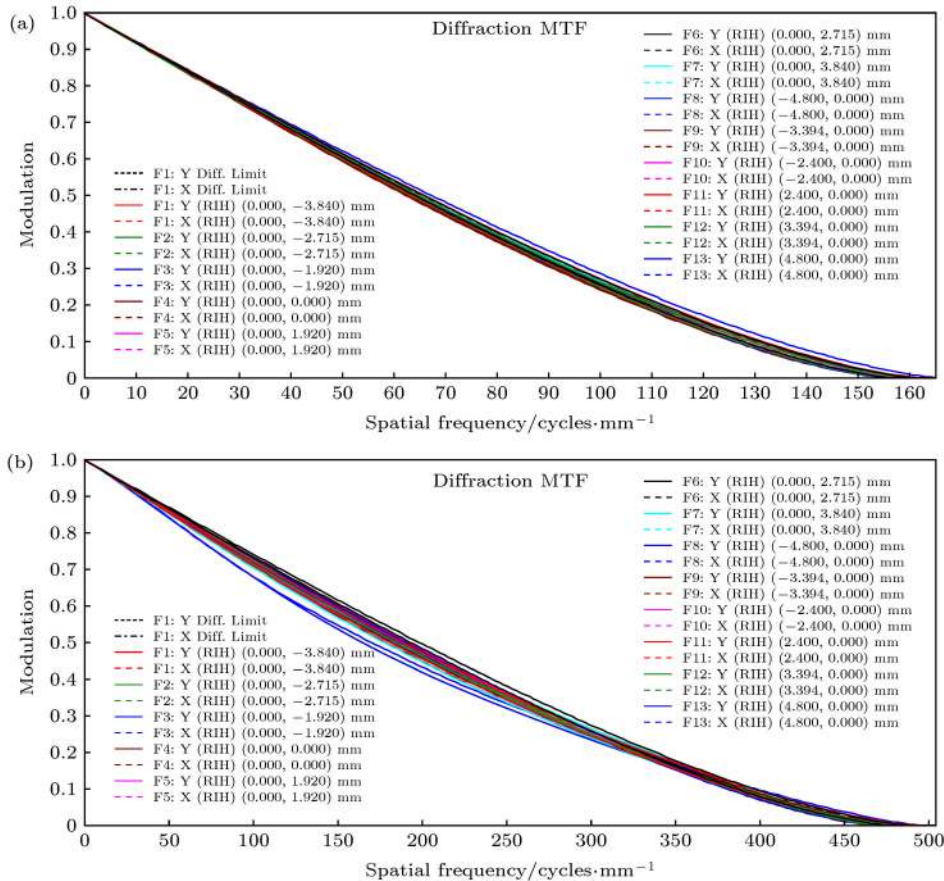 (a)
Diffraction MTF
1.0
0.9
0.8
0.7
0.6
0.5
0.4
0.3
0.2
0.1
0
Modulation
F1: Y Diff. Limit
F1: X Diff. Limit
F1: Y (RIH) (0.000, −3.840) mm
F1: X (RIH) (0.000, −3.840) mm
F2: Y (RIH) (0.000, −2.715) mm
F2: X (RIH) (0.000, −2.715) mm
F3: Y (RIH) (0.000, −1.920) mm
F3: X (RIH) (0.000, −1.920) mm
F4: Y (RIH) (0.000, 0.000) mm
F4: X (RIH) (0.000, 0.000) mm
F5: Y (RIH) (0.000, 1.920) mm
F5: X (RIH) (0.000, 1.920) mm
F6: Y (RIH) (0.000, 2.715) mm
F6: X (RIH) (0.000, 2.715) mm
F7: Y (RIH) (0.000, 3.840) mm
F7: X (RIH) (0.000, 3.840) mm
F8: Y (RIH) (−4.800, 0.000) mm
F8: X (RIH) (−4.800, 0.000) mm
F9: Y (RIH) (−3.394, 0.000) mm
F9: X (RIH) (−3.394, 0.000) mm
F10: Y (RIH) (−2.400, 0.000) mm
F10: X (RIH) (−2.400, 0.000) mm
F11: Y (RIH) (2.400, 0.000) mm
F11: X (RIH) (2.400, 0.000) mm
F12: Y (RIH) (3.394, 0.000) mm
F12: X (RIH) (3.394, 0.000) mm
F13: Y (RIH) (4.800, 0.000) mm
F13: X (RIH) (4.800, 0.000) mm
0 10 20 30 40 50 60 70 80 90 100 110 120 130 140 150 160
Spatial frequency/cycles·mm⁻¹
(b)
Diffraction MTF
1.0
0.9
0.8
0.7
0.6
0.5
0.4
0.3
0.2
0.1
0
Modulation
F1: Y Diff. Limit
F1: X Diff. Limit
F1: Y (RIH) (0.000, −3.840) mm
F1: X (RIH) (0.000, −3.840) mm
F2: Y (RIH) (0.000, −2.715) mm
F2: X (RIH) (0.000, −2.715) mm
F3: Y (RIH) (0.000, −1.920) mm
F3: X (RIH) (0.000, −1.920) mm
F4: Y (RIH) (0.000, 0.000) mm
F4: X (RIH) (0.000, 0.000) mm
F5: Y (RIH) (0.000, 1.920) mm
F5: X (RIH) (0.000, 1.920) mm
F6: Y (RIH) (0.000, 2.715) mm
F6: X (RIH) (0.000, 2.715) mm
F7: Y (RIH) (0.000, 3.840) mm
F7: X (RIH) (0.000, 3.840) mm
F8: Y (RIH) (−4.800, 0.000) mm
F8: X (RIH) (−4.800, 0.000) mm
F9: Y (RIH) (−3.394, 0.000) mm
F9: X (RIH) (−3.394, 0.000) mm
F10: Y (RIH) (−2.400, 0.000) mm
F10: X (RIH) (−2.400, 0.000) mm
F11: Y (RIH) (2.400, 0.000) mm
F11: X (RIH) (2.400, 0.000) mm
F12: Y (RIH) (3.394, 0.000) mm
F12: X (RIH) (3.394, 0.000) mm
F13: Y (RIH) (4.800, 0.000) mm
F13: X (RIH) (4.800, 0.000) mm
0 50 100 150 200 250 300 350 400 450 500
Spatial frequency/cycles·mm⁻¹